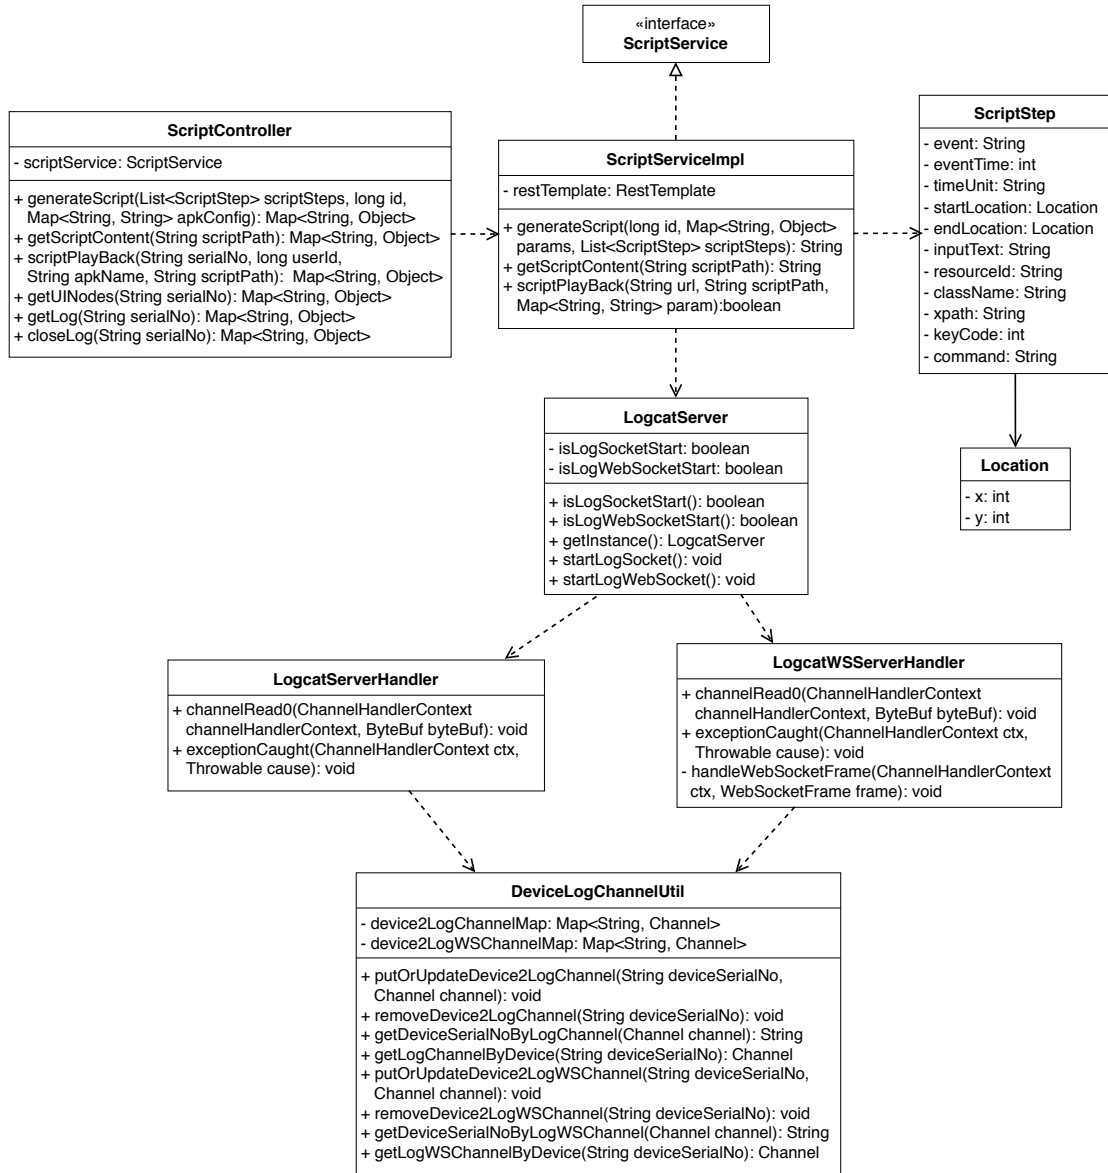 «interface»
ScriptService
ScriptController
- scriptService: ScriptService
+ generateScript(List<ScriptStep> scriptSteps, long id,
Map<String, String> apkConfig): Map<String, Object>
+ getScriptContent(String scriptPath): Map<String, Object>
+ scriptPlayBack(String serialNo, long userId,
String apkName, String scriptPath):  Map<String, Object>
+ getUINodes(String serialNo): Map<String, Object>
+ getLog(String serialNo): Map<String, Object>
+ closeLog(String serialNo): Map<String, Object>
ScriptServiceImpl
- restTemplate: RestTemplate
+ generateScript(long id, Map<String, Object>
params, List<ScriptStep> scriptSteps): String
+ getScriptContent(String scriptPath): String
+ scriptPlayBack(String url, String scriptPath,
Map<String, String> param):boolean
ScriptStep
- event: String
- eventTime: int
- timeUnit: String
- startLocation: Location
- endLocation: Location
- inputText: String
- resourceId: String
- className: String
- xpath: String
- keyCode: int
- command: String
Location
- x: int
- y: int
LogcatServer
- isLogSocketStart: boolean
- isLogWebSocketStart: boolean
+ isLogSocketStart(): boolean
+ isLogWebSocketStart(): boolean
+ getInstance(): LogcatServer
+ startLogSocket(): void
+ startLogWebSocket(): void
LogcatServerHandler
+ channelRead0(ChannelHandlerContext
channelHandlerContext, ByteBuf byteBuf): void
+ exceptionCaught(ChannelHandlerContext ctx,
Throwable cause): void
LogcatWSServerHandler
+ channelRead0(ChannelHandlerContext
channelHandlerContext, ByteBuf byteBuf): void
+ exceptionCaught(ChannelHandlerContext ctx,
Throwable cause): void
- handleWebSocketFrame(ChannelHandlerContext
ctx, WebSocketFrame frame): void
DeviceLogChannelUtil
- device2LogChannelMap: Map<String, Channel>
- device2LogWSChannelMap: Map<String, Channel>
+ putOrUpdateDevice2LogChannel(String deviceSerialNo,
Channel channel): void
+ removeDevice2LogChannel(String deviceSerialNo): void
+ getDeviceSerialNoByLogChannel(Channel channel): String
+ getLogChannelByDevice(String deviceSerialNo): Channel
+ putOrUpdateDevice2LogWSChannel(String deviceSerialNo,
Channel channel): void
+ removeDevice2LogWSChannel(String deviceSerialNo): void
+ getDeviceSerialNoByLogWSChannel(Channel channel): String
+ getLogWSChannelByDevice(String deviceSerialNo): Channel